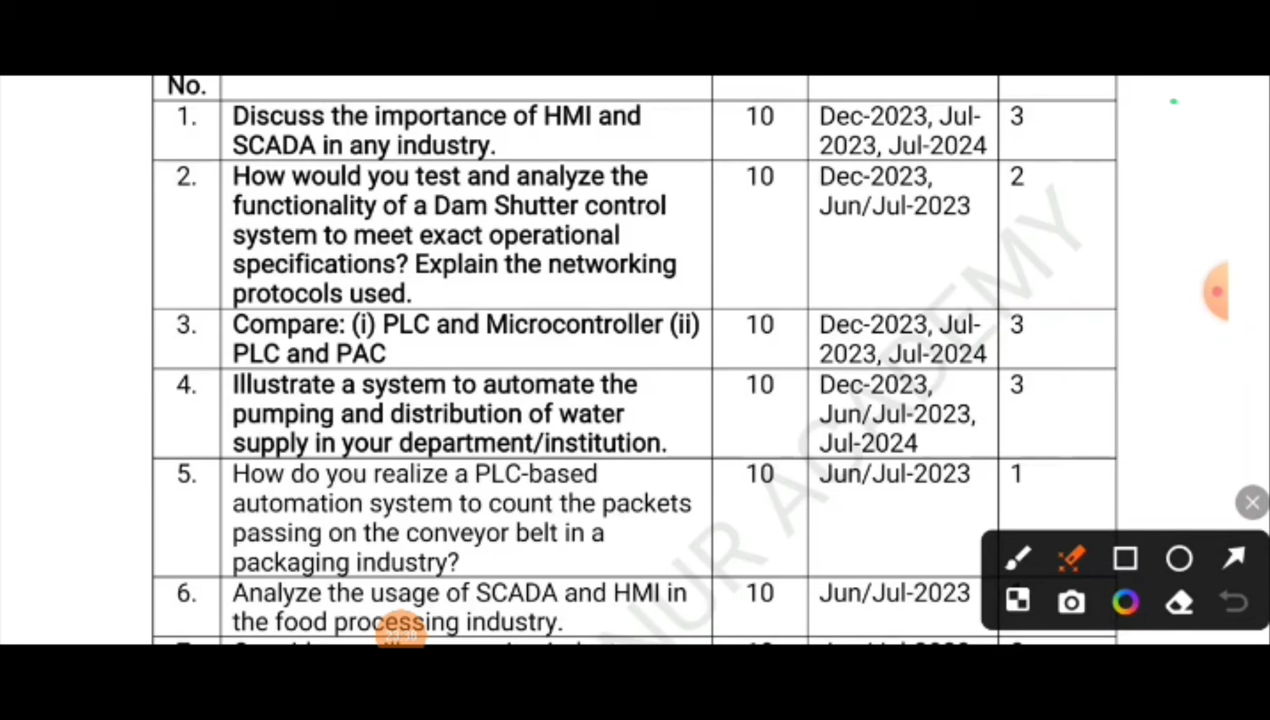 No.
1. Discuss the importance of HMI and 10 Dec-2023, Jul- 3
SCADA in any industry. 2023, Jul-2024
2. How would you test and analyze the 10 Dec-2023, 2
functionality of a Dam Shutter control Jun/Jul-2023
system to meet exact operational
specifications? Explain the networking
protocols used.
3. Compare: (i) PLC and Microcontroller (ii) 10 Dec-2023, Jul- 3
PLC and PAC 2023, Jul-2024
4. Illustrate a system to automate the 10 Dec-2023, 3
pumping and distribution of water Jun/Jul-2023,
supply in your department/institution. Jul-2024
5. How do you realize a PLC-based 10 Jun/Jul-2023 1
automation system to count the packets
passing on the conveyor belt in a
packaging industry?
6. Analyze the usage of SCADA and HMI in 10 Jun/Jul-2023
the food processing industry.
NUR ACADEMY